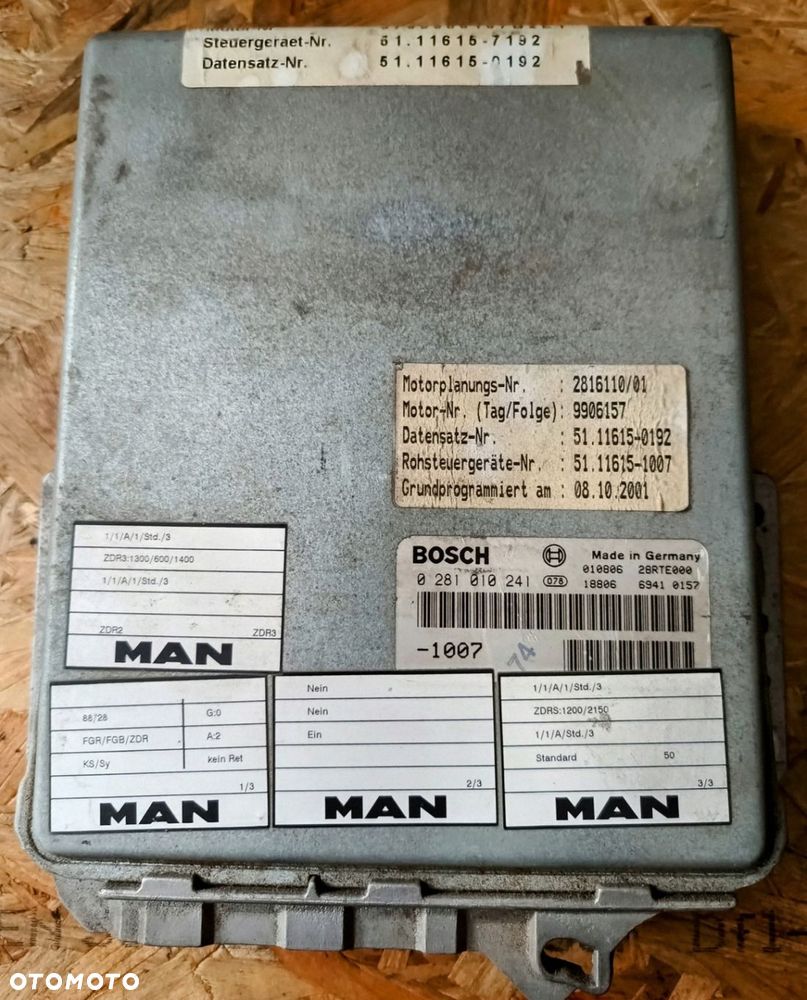 Steuergeraet-Nr. 51.11615-7192
Datensatz-Nr. 51.11615-0192
Motorplanungs-Nr. : 2816110/01
Motor-Nr. (Tag/Folge): 9906157
Datensatz-Nr. : 51.11615-0192
Rohsteuergeräte-Nr. : 51.11615-1007
Grundprogrammiert am : 08.10.2001
BOSCH Made in Germany
0 281 010 241 078 010806 28RTE000
18806 6941 0157
-1007
74
1/1/A/1/Std./3
ZDR3:1300/600/1400
1/1/A/1/Std./3
ZDR2 ZDR3
MAN
88/28 G:0
FGR/FGB/ZDR A:2
KS/Sy kein Ret
1/3
MAN
Nein
Nein
Ein
2/3
MAN
1/1/A/1/Std./3
ZDRS:1200/2150
1/1/A/Std./3
Standard 50
3/3
MAN
OTOMOTO